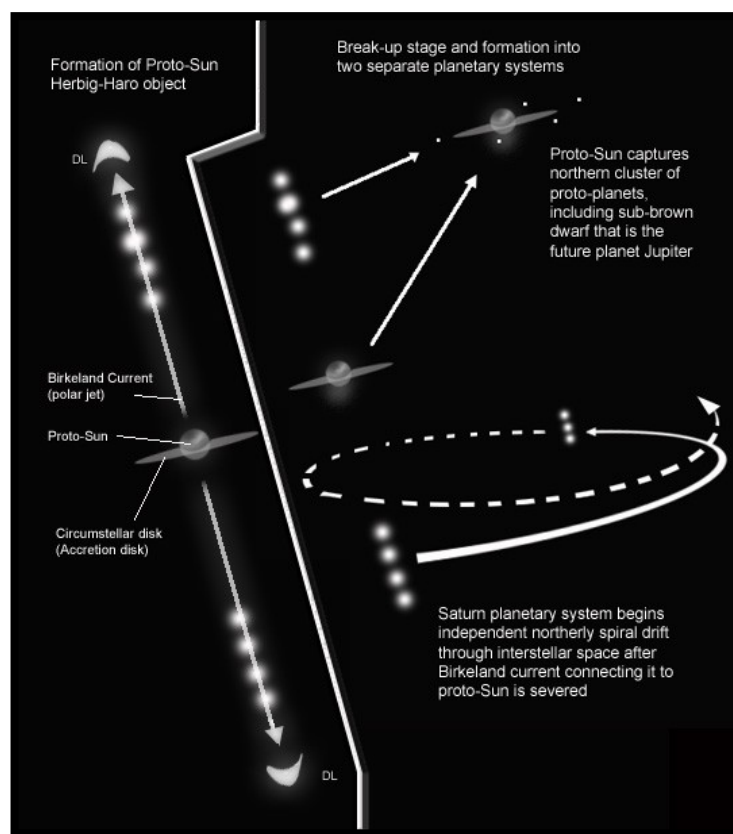 Formation of Proto-Sun
Herbig-Haro object
DL
Birkeland Current
(polar jet)
Proto-Sun
Circumstellar disk
(Accretion disk)
DL
Break-up stage and formation into
two separate planetary systems
Proto-Sun captures
northern cluster of
proto-planets,
including sub-brown
dwarf that is the
future planet Jupiter
Saturn planetary system begins
independent northerly spiral drift
through interstellar space after
Birkeland current connecting it to
proto-Sun is severed